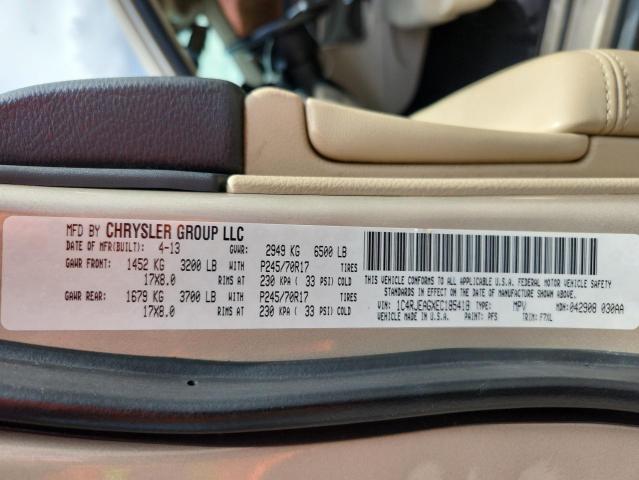 MFD BY CHRYSLER GROUP LLC
DATE OF MFR(BUILT): 4-13 GVWR: 2949 KG 6500 LB
GAWR FRONT: 1452 KG 3200 LB WITH P245/70R17 TIRES
17X8.0 RIMS AT 230 KPA ( 33 PSI) COLD
GAWR REAR: 1679 KG 3700 LB WITH P245/70R17 TIRES
17X8.0 RIMS AT 230 KPA ( 33 PSI) COLD
THIS VEHICLE CONFORMS TO ALL APPLICABLE U.S.A. FEDERAL MOTOR VEHICLE SAFETY
STANDARDS IN EFFECT ON THE DATE OF MANUFACTURE SHOWN ABOVE.
VIN: 1C4RJEAG XEC185418 TYPE: MPV MDH: 042908 030AA
VEHICLE MADE IN U.S.A. PAINT: PFS TRIM: F7XL